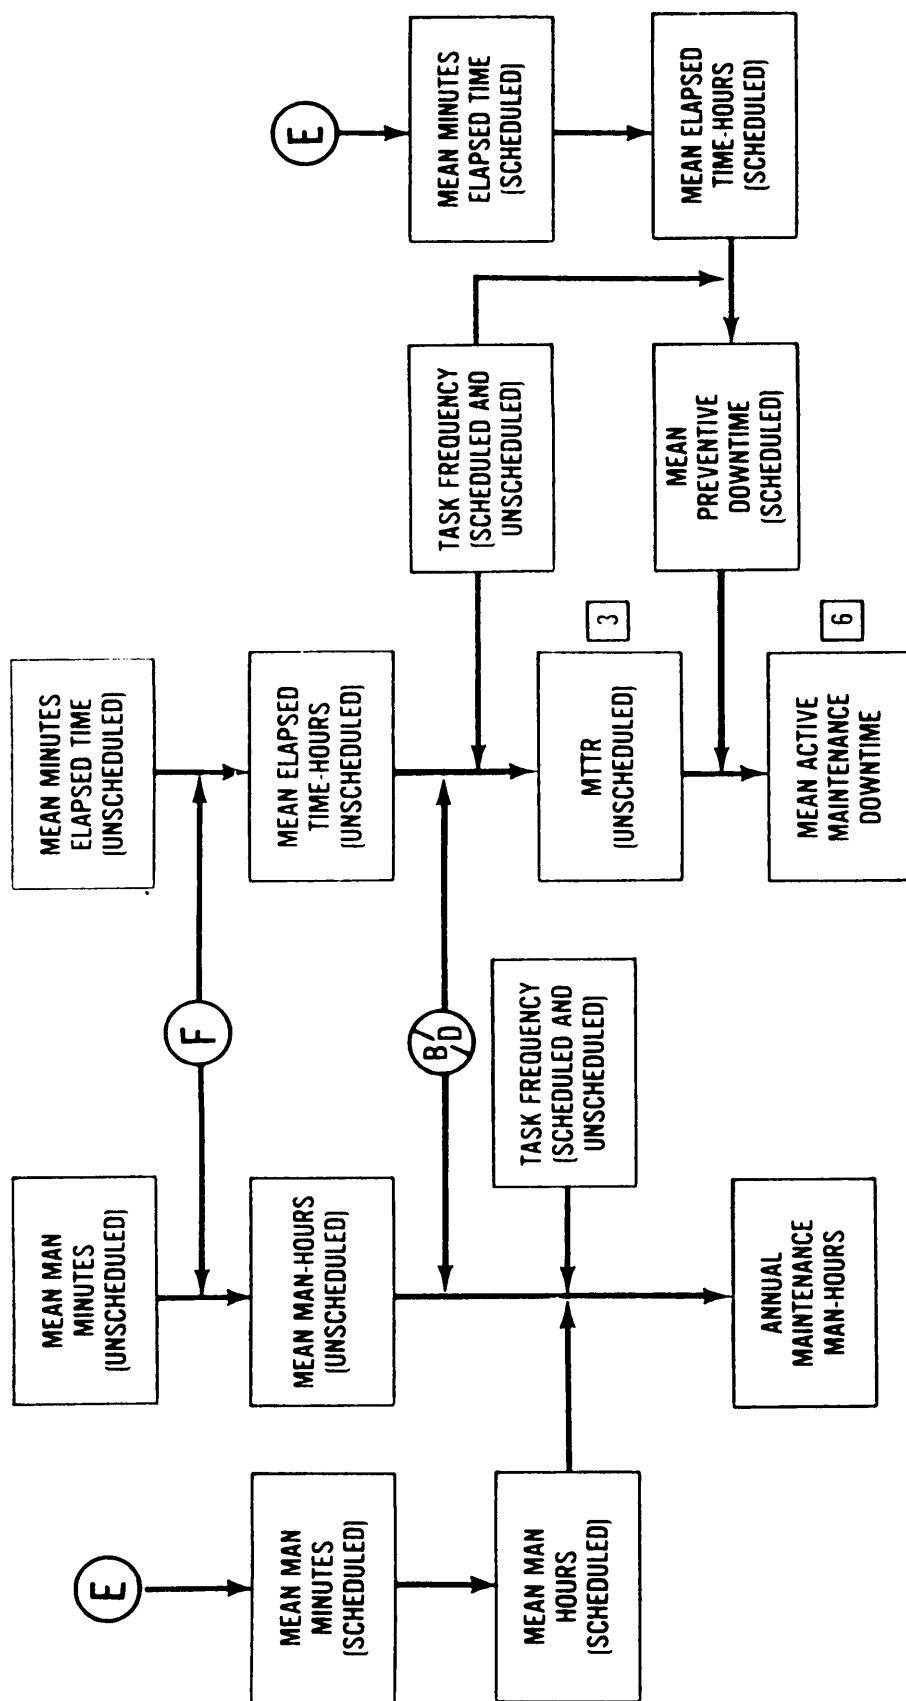 E
MEAN MAN
MINUTES
(SCHEDULED)
MEAN MAN
HOURS
(SCHEDULED)
MEAN MAN
MINUTES
(UNSCHEDULED)
MEAN MAN-HOURS
(UNSCHEDULED)
ANNUAL
MAINTENANCE
MAN-HOURS
F
B/D
TASK FREQUENCY
(SCHEDULED AND
UNSCHEDULED)
MEAN MINUTES
ELAPSED TIME
(UNSCHEDULED)
MEAN ELAPSED
TIME-HOURS
(UNSCHEDULED)
MTTR
(UNSCHEDULED)
3
MEAN ACTIVE
MAINTENANCE
DOWNTIME
6
TASK FREQUENCY
(SCHEDULED AND
UNSCHEDULED)
MEAN
PREVENTIVE
DOWNTIME
(SCHEDULED)
E
MEAN MINUTES
ELAPSED TIME
(SCHEDULED)
MEAN ELAPSED
TIME-HOURS
(SCHEDULED)